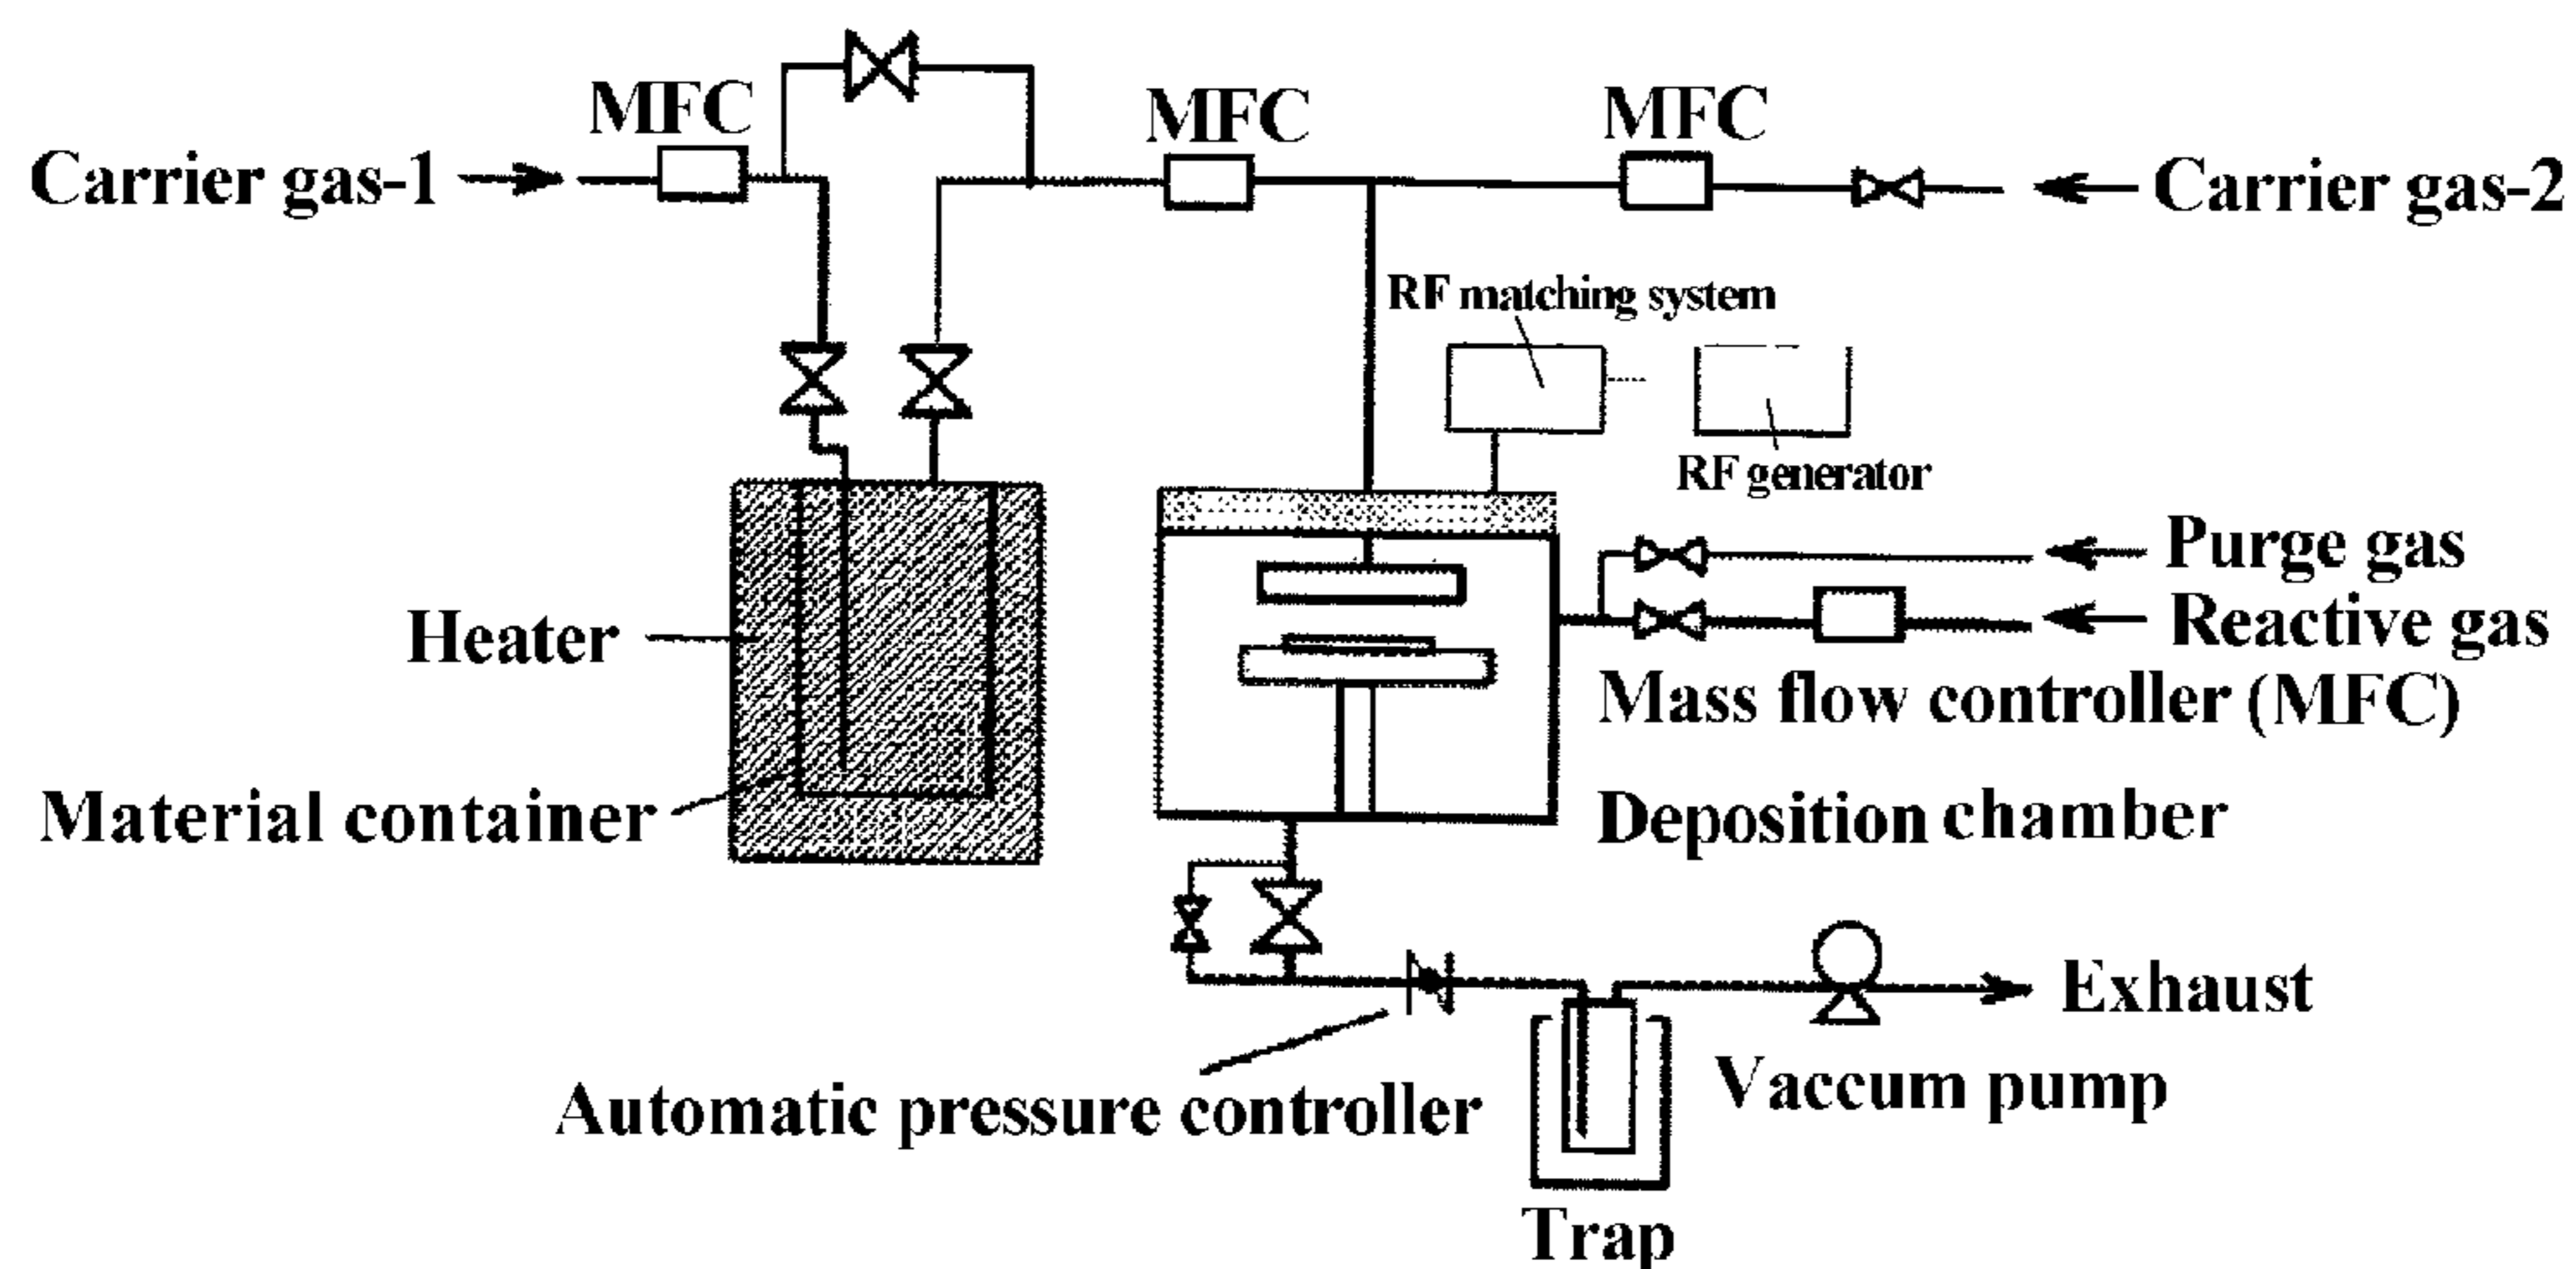 MFC
MFC
MFC
Carrier gas-1
Carrier gas-2
RF matching system
RF generator
Purge gas
Reactive gas
Heater
Mass flow controller (MFC)
Material container
Deposition chamber
Exhaust
Automatic pressure controller
Vaccum pump
Trap